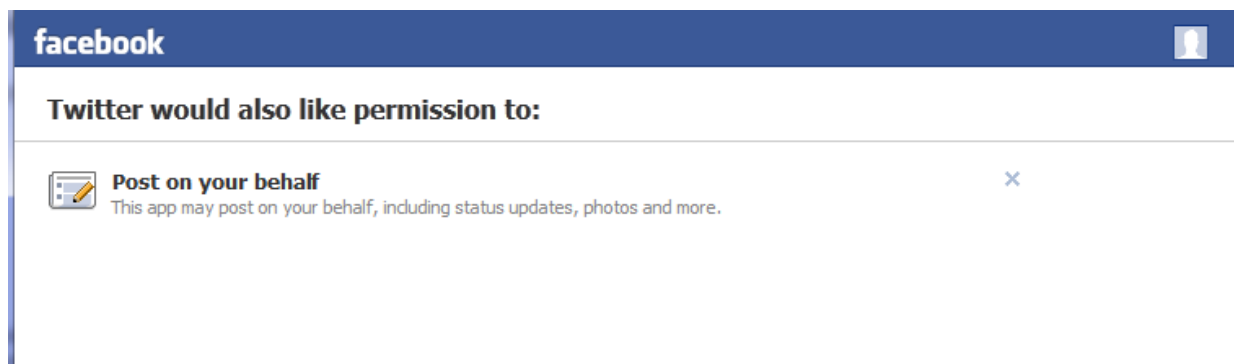 facebook
Twitter would also like permission to:
Post on your behalf
This app may post on your behalf, including status updates, photos and more.